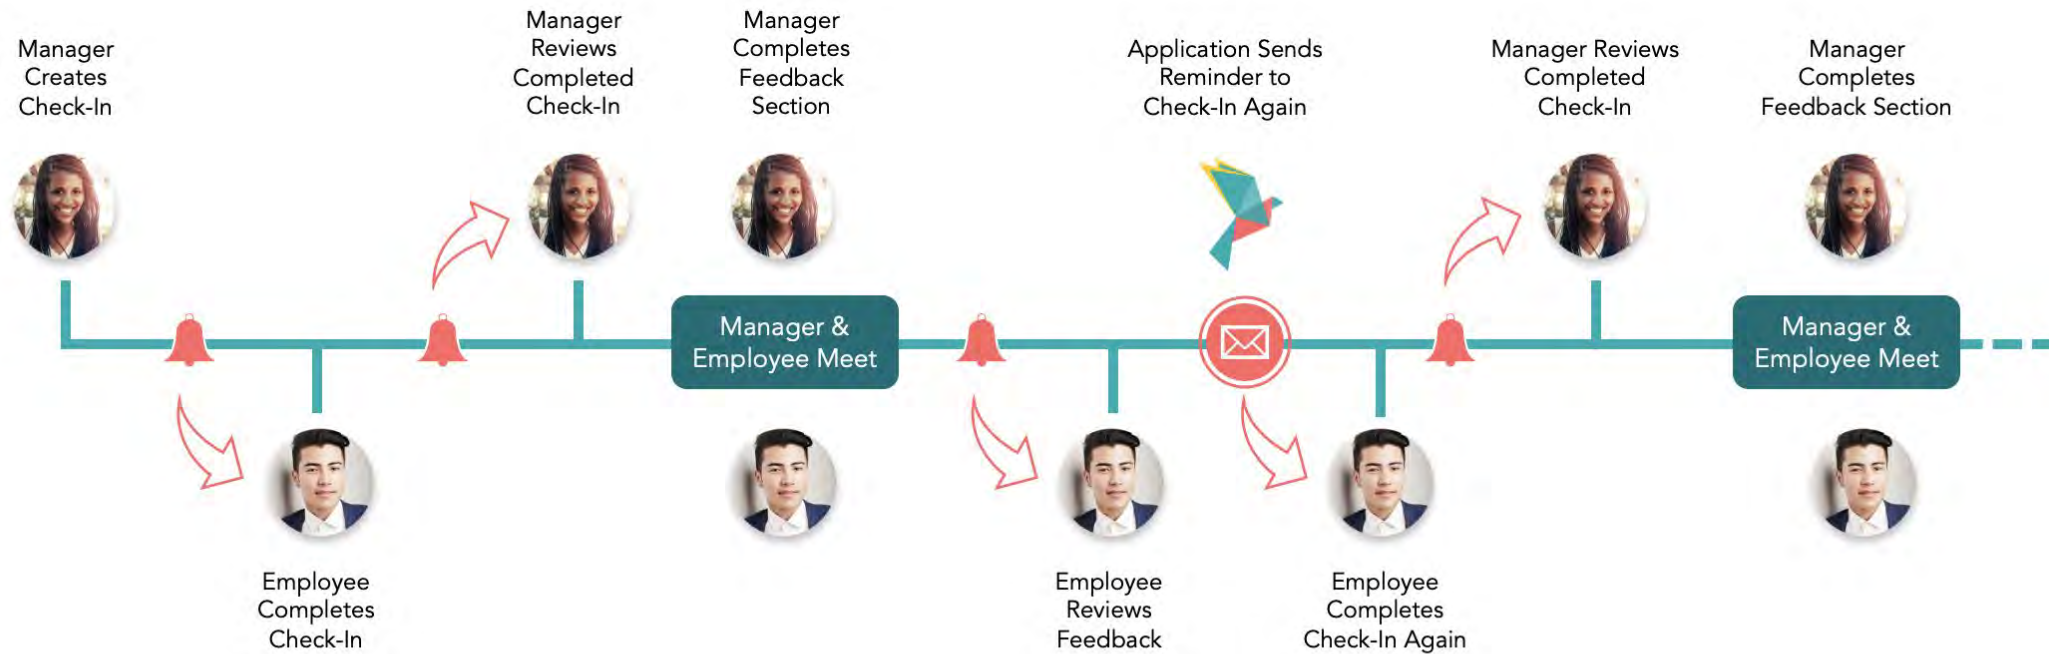 Manager
Creates
Check-In
Manager
Reviews
Completed
Check-In
Manager
Completes
Feedback
Section
Application Sends
Reminder to
Check-In Again
Manager Reviews
Completed
Check-In
Manager
Completes
Feedback Section
Manager &
Employee Meet
Manager &
Employee Meet
Employee
Completes
Check-In
Employee
Reviews
Feedback
Employee
Completes
Check-In Again